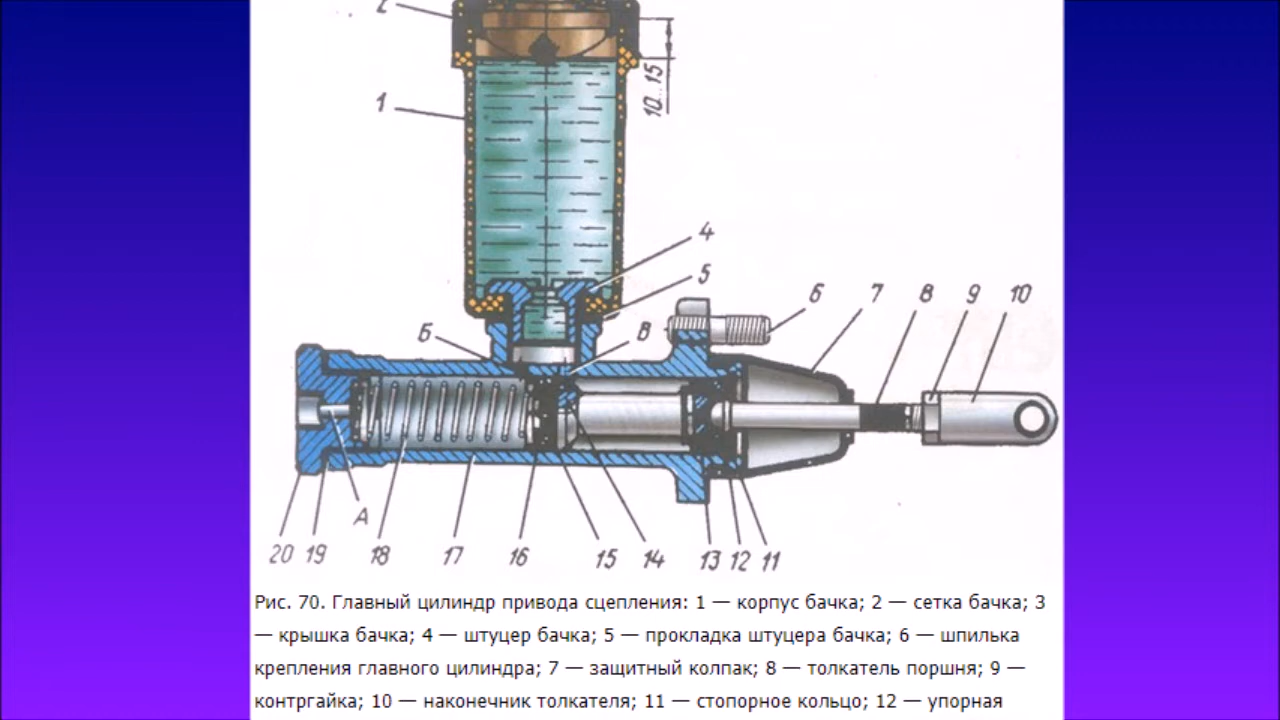 2
1
10..15
4
5
6
7
8
9
10
Б
В
А
20
19
18
17
16
15
14
13
12
11
Рис. 70. Главный цилиндр привода сцепления: 1 — корпус бачка; 2 — сетка бачка; 3
— крышка бачка; 4 — штуцер бачка; 5 — прокладка штуцера бачка; 6 — шпилька
крепления главного цилиндра; 7 — защитный колпак; 8 — толкатель поршня; 9 —
контргайка; 10 — наконечник толкателя; 11 — стопорное кольцо; 12 — упорная